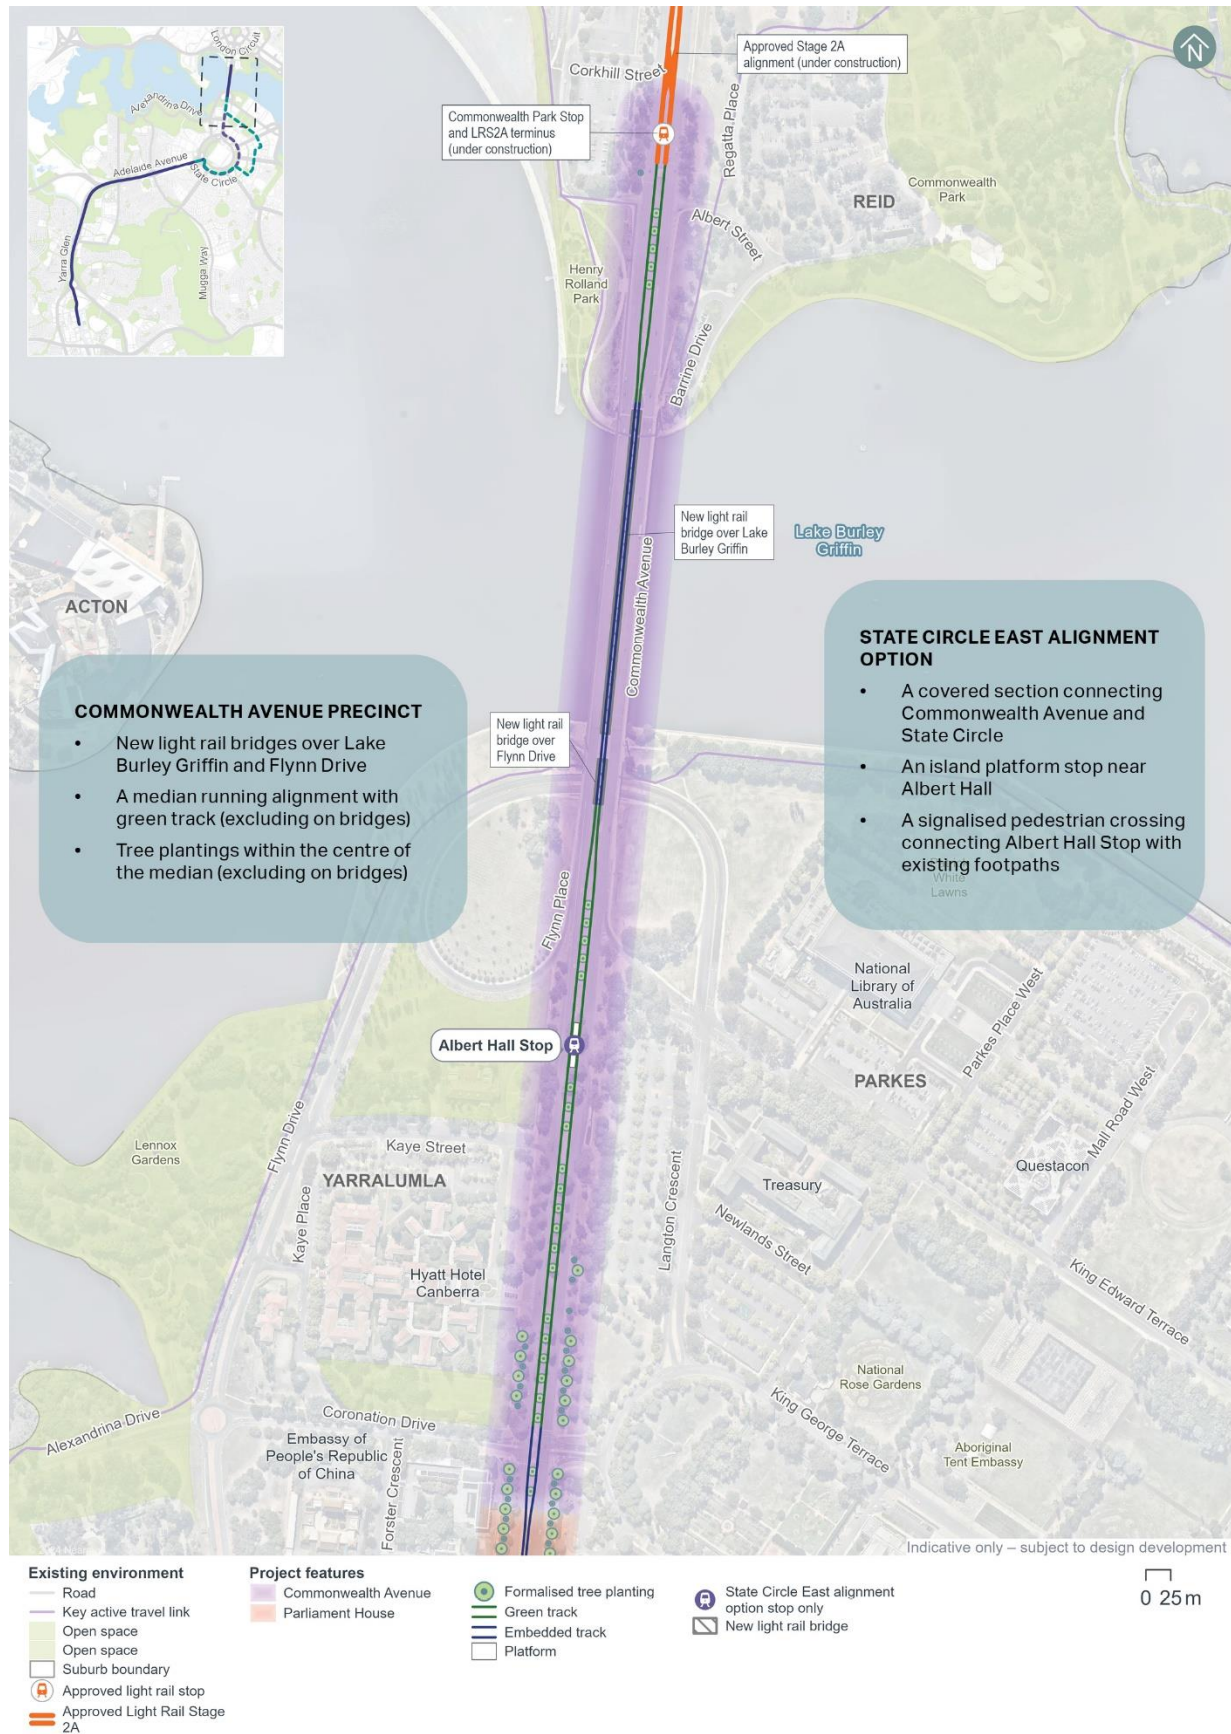 London Circuit
Alexandrina Drive
Adelaide Avenue
State Circle
Yarra Glen
Mugga Way
N
Approved Stage 2A
alignment (under construction)
Corkhill Street
Commonwealth Park Stop
and LRS2A terminus
(under construction)
Regatta Place
Commonwealth
Park
REID
Albert Street
Henry
Rolland
Park
Barrine Drive
New light rail
bridge over Lake
Burley Griffin
Lake Burley
Griffin
Commonwealth Avenue
ACTON
COMMONWEALTH AVENUE PRECINCT
• New light rail bridges over Lake
Burley Griffin and Flynn Drive
• A median running alignment with
green track (excluding on bridges)
• Tree plantings within the centre of
the median (excluding on bridges)
New light rail
bridge over
Flynn Drive
STATE CIRCLE EAST ALIGNMENT
OPTION
• A covered section connecting
Commonwealth Avenue and
State Circle
• An island platform stop near
Albert Hall
• A signalised pedestrian crossing
connecting Albert Hall Stop with
existing footpaths
White
Lawns
Flynn Place
National
Library of
Australia
Parkes Place West
Albert Hall Stop
PARKES
Mall Road West
Flynn Drive
Lennox
Gardens
Kaye Street
YARRALUMLA
Kaye Place
Questacon
Treasury
Langton Crescent
Newlands Street
Hyatt Hotel
Canberra
King Edward Terrace
National
Rose Gardens
King George Terrace
Coronation Drive
Alexandrina Drive
Embassy of
People's Republic
of China
Forster Crescent
Aboriginal
Tent Embassy
Indicative only – subject to design development
Existing environment
Road
Key active travel link
Open space
Open space
Suburb boundary
Approved light rail stop
Approved Light Rail Stage
2A
Project features
Commonwealth Avenue
Parliament House
Formalised tree planting
Green track
Embedded track
Platform
State Circle East alignment
option stop only
New light rail bridge
0 25 m